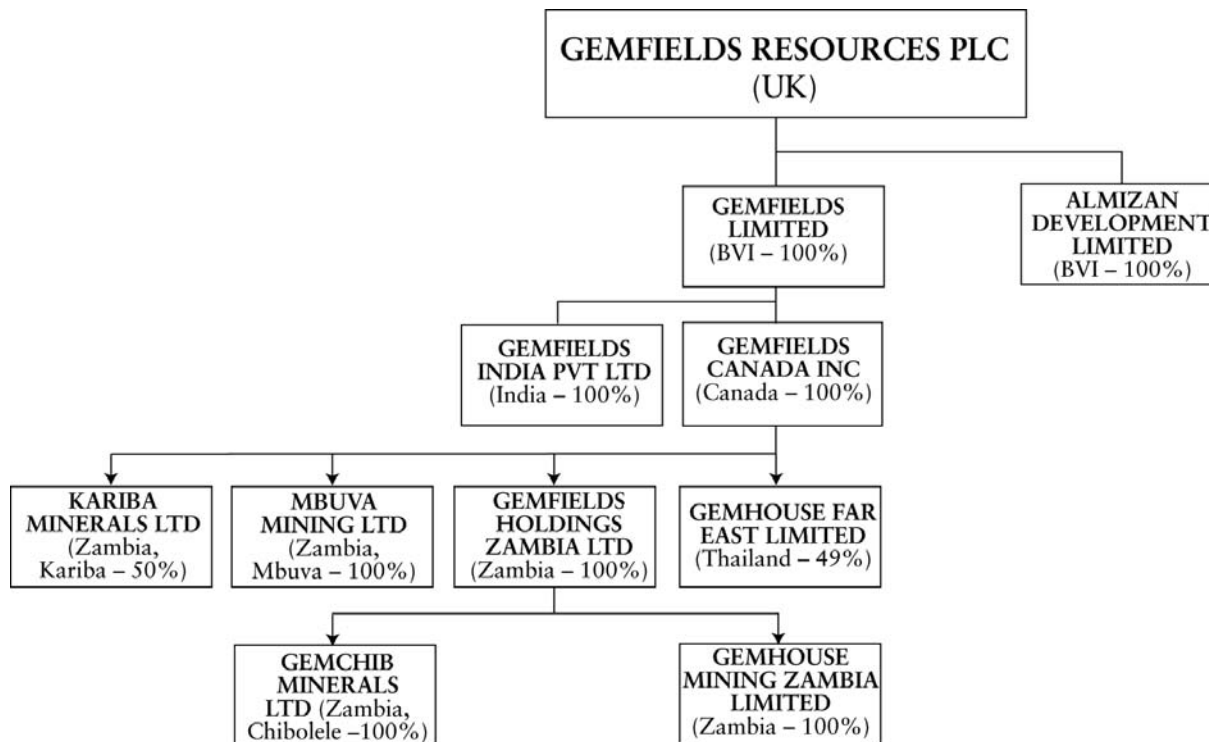 GEMFIELDS RESOURCES PLC
(UK)
GEMFIELDS
LIMITED
(BVI – 100%)
ALMIZAN
DEVELOPMENT
LIMITED
(BVI – 100%)
GEMFIELDS
INDIA PVT LTD
(India – 100%)
GEMFIELDS
CANADA INC
(Canada – 100%)
KARIBA
MINERALS LTD
(Zambia,
Kariba – 50%)
MBUVA
MINING LTD
(Zambia,
Mbuva – 100%)
GEMFIELDS
HOLDINGS
ZAMBIA LTD
(Zambia – 100%)
GEMHOUSE FAR
EAST LIMITED
(Thailand – 49%)
GEMCHIB
MINERALS
LTD (Zambia,
Chibolele –100%)
GEMHOUSE
MINING ZAMBIA
LIMITED
(Zambia – 100%)